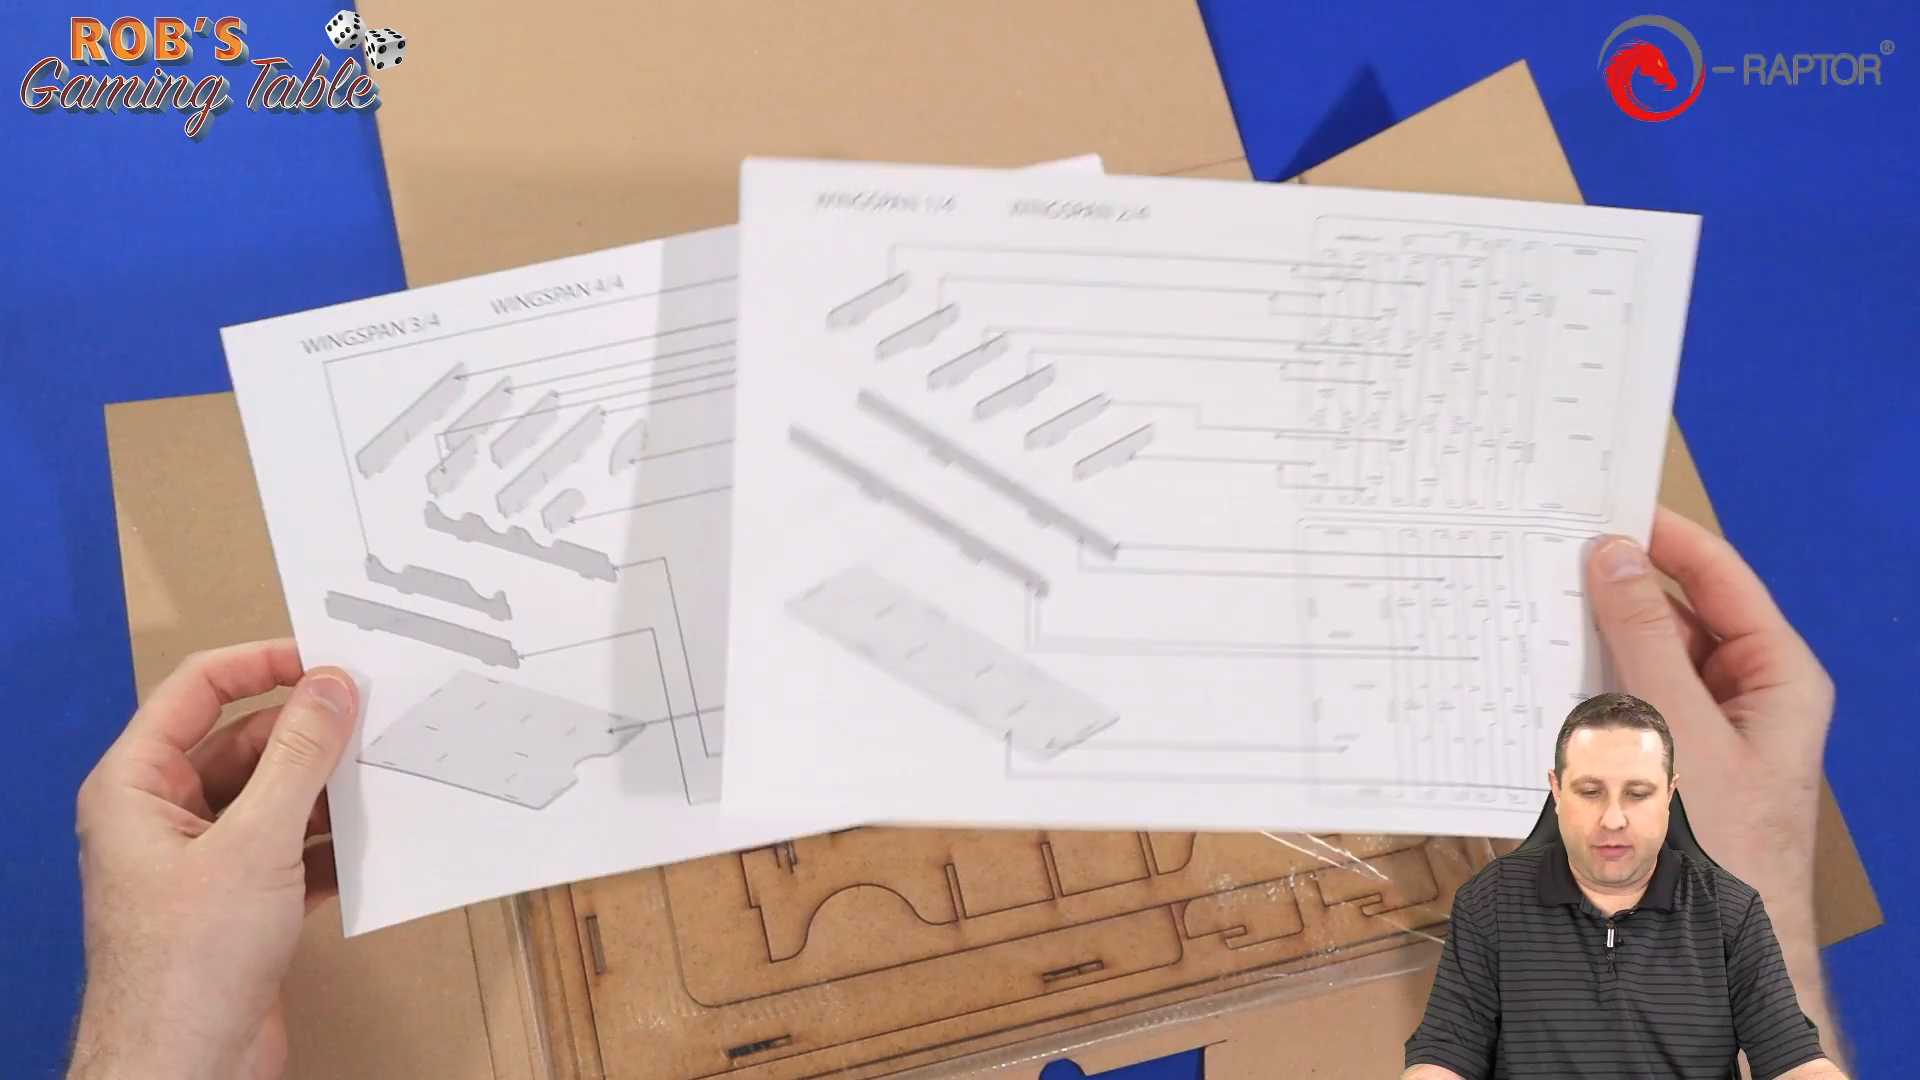 ROB'S
Gaming Table
-RAPTOR®
WINGSPAN 1/4
WINGSPAN 2/4
WINGSPAN 3/4
WINGSPAN 4/4